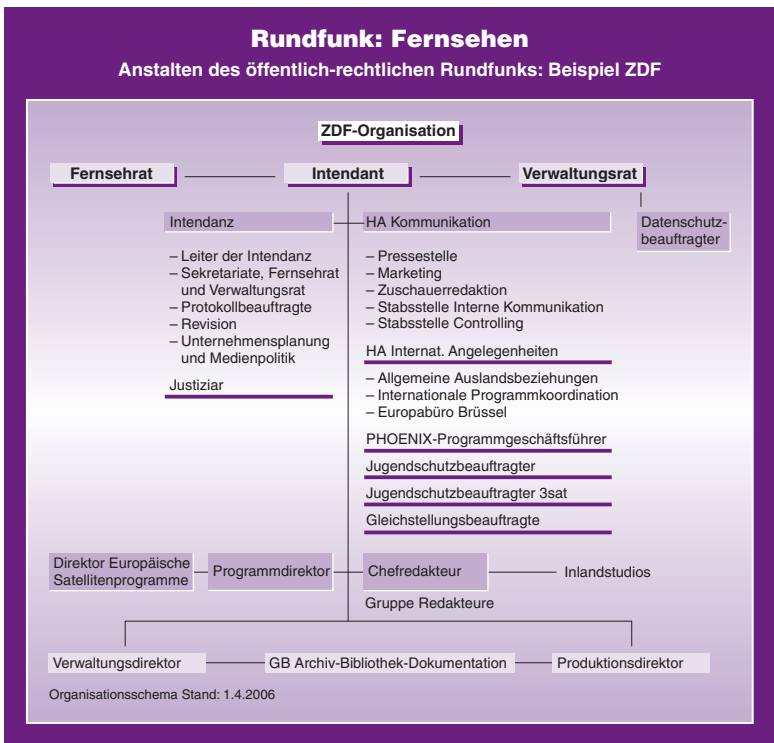 Rundfunk: Fernsehen
Anstalten des öffentlich-rechtlichen Rundfunks: Beispiel ZDF
ZDF-Organisation
Fernsehrat
Intendant
Verwaltungsrat
Intendanz
– Leiter der Intendanz
– Sekretariate, Fernsehrat
und Verwaltungsrat
– Protokollbeauftragte
– Revision
– Unternehmensplanung
und Medienpolitik
Justiziar
HA Kommunikation
– Pressestelle
– Marketing
– Zuschauerredaktion
– Stabsstelle Interne Kommunikation
– Stabsstelle Controlling
HA Internat. Angelegenheiten
– Allgemeine Auslandsbeziehungen
– Internationale Programmkoordination
– Europabüro Brüssel
PHOENIX-Programmgeschäftsführer
Jugendschutzbeauftragter
Jugendschutzbeauftragter 3sat
Gleichstellungsbeauftragte
Datenschutz-
beauftragter
Direktor Europäische
Satellitenprogramme
Programmdirektor
Chefredakteur
Inlandstudios
Gruppe Redakteure
Verwaltungsdirektor
GB Archiv-Bibliothek-Dokumentation
Produktionsdirektor
Organisationsschema Stand: 1.4.2006